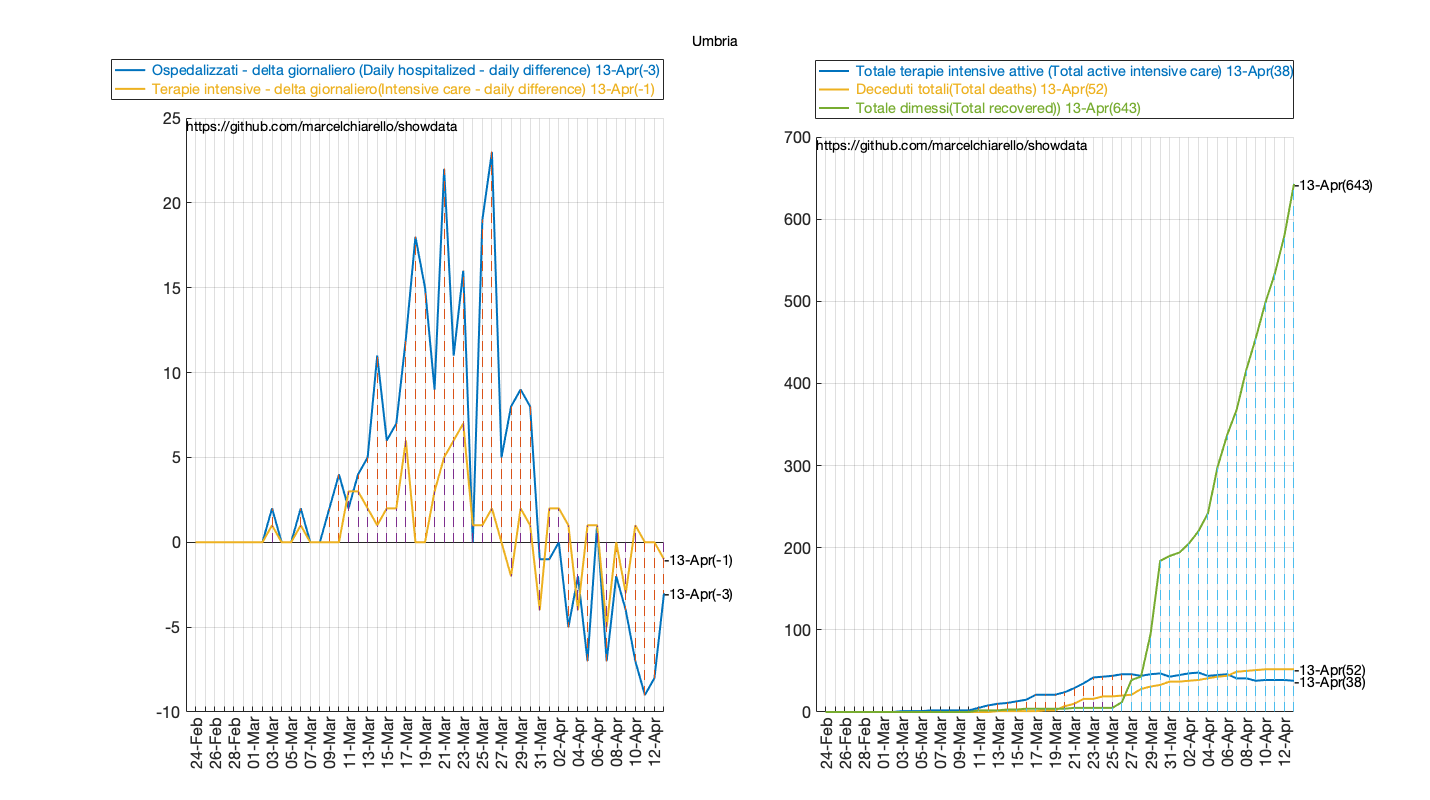 Umbria
Ospedalizzati - delta giornaliero (Daily hospitalized - daily difference) 13-Apr(-3)
Terapie intensive - delta giornaliero(Intensive care - daily difference) 13-Apr(-1)
https://github.com/marcelchiarello/showdata
25
20
15
10
5
0
-5
-10
-13-Apr(-1)
-13-Apr(-3)
24-Feb
26-Feb
28-Feb
01-Mar
03-Mar
05-Mar
07-Mar
09-Mar
11-Mar
13-Mar
15-Mar
17-Mar
19-Mar
21-Mar
23-Mar
25-Mar
27-Mar
29-Mar
31-Mar
02-Apr
04-Apr
06-Apr
08-Apr
10-Apr
12-Apr
Totale terapie intensive attive (Total active intensive care) 13-Apr(38)
Deceduti totali(Total deaths) 13-Apr(52)
Totale dimessi(Total recovered)) 13-Apr(643)
https://github.com/marcelchiarello/showdata
700
600
500
400
300
200
100
0
-13-Apr(643)
-13-Apr(52)
-13-Apr(38)
24-Feb
26-Feb
28-Feb
01-Mar
03-Mar
05-Mar
07-Mar
09-Mar
11-Mar
13-Mar
15-Mar
17-Mar
19-Mar
21-Mar
23-Mar
25-Mar
27-Mar
29-Mar
31-Mar
02-Apr
04-Apr
06-Apr
08-Apr
10-Apr
12-Apr